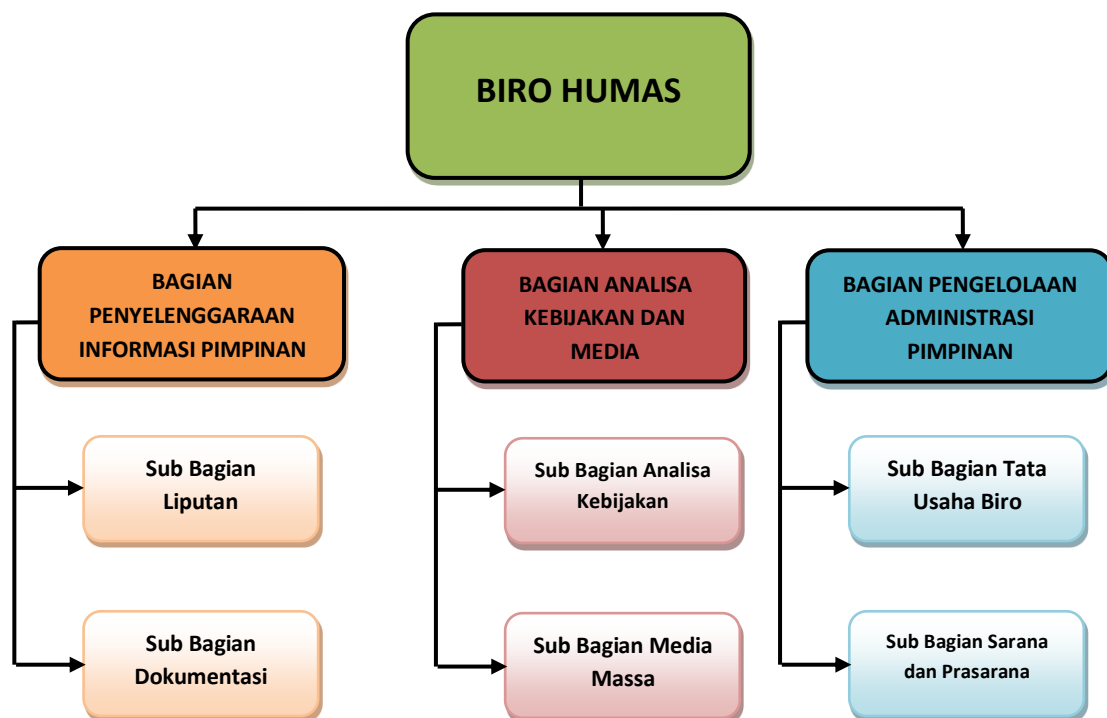 BIRO HUMAS
BAGIAN
PENYELENGGARAAN
INFORMASI PIMPINAN
BAGIAN ANALISA
KEBIJAKAN DAN
MEDIA
BAGIAN PENGELOLAAN
ADMINISTRASI
PIMPINAN
Sub Bagian
Liputan
Sub Bagian Analisa
Kebijakan
Sub Bagian Tata
Usaha Biro
Sub Bagian
Dokumentasi
Sub Bagian Media
Massa
Sub Bagian Sarana
dan Prasarana